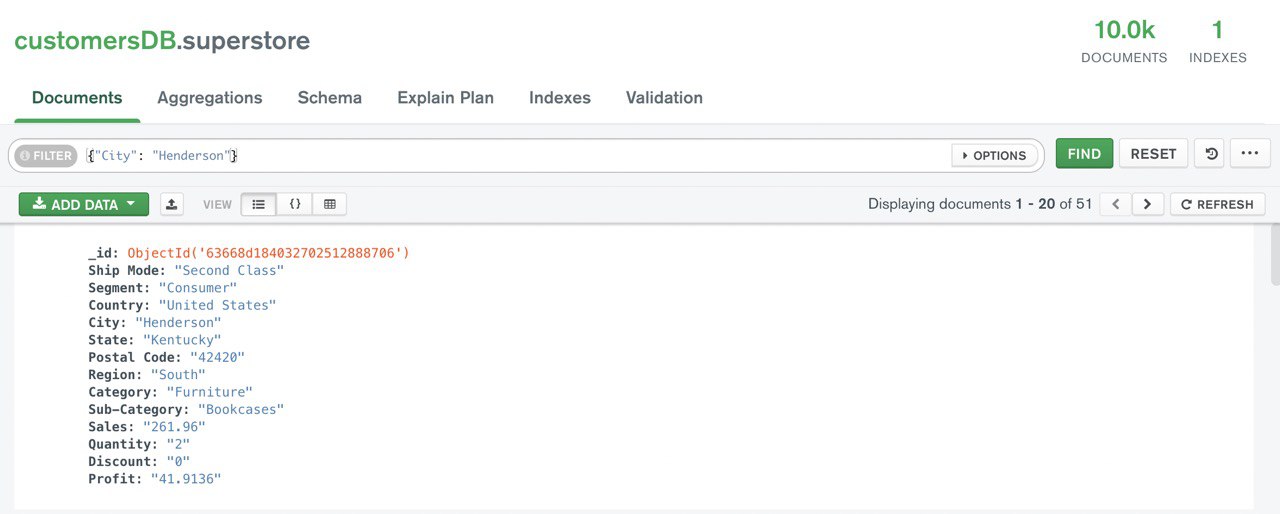 customersDB.superstore
10.0k 1
DOCUMENTS INDEXES
Documents Aggregations Schema Explain Plan Indexes Validation
FILTER {"City": "Henderson"} OPTIONS FIND RESET ...
ADD DATA VIEW {} Displaying documents 1 - 20 of 51 < > REFRESH
_id: ObjectId('63668d184032702512888706')
Ship Mode: "Second Class"
Segment: "Consumer"
Country: "United States"
City: "Henderson"
State: "Kentucky"
Postal Code: "42420"
Region: "South"
Category: "Furniture"
Sub-Category: "Bookcases"
Sales: "261.96"
Quantity: "2"
Discount: "0"
Profit: "41.9136"